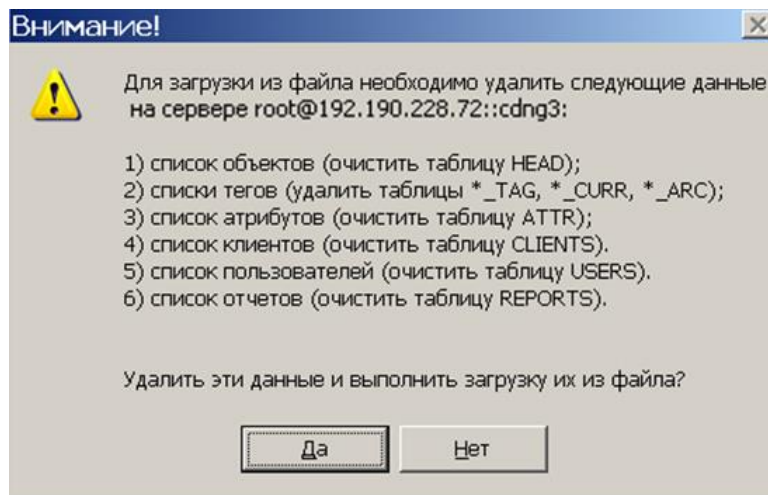 Внимание!
Для загрузки из файла необходимо удалить следующие данные
на сервере root@192.190.228.72::cdng3:
1) список объектов (очистить таблицу HEAD);
2) списки тегов (удалить таблицы *_TAG, *_CURR, *_ARC);
3) список атрибутов (очистить таблицу ATTR);
4) список клиентов (очистить таблицу CLIENTS).
5) список пользователей (очистить таблицу USERS).
6) список отчетов (очистить таблицу REPORTS).
Удалить эти данные и выполнить загрузку их из файла?
Да Нет